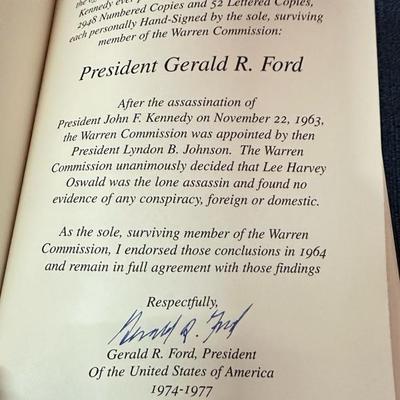 Kennedy ever
2948 Numbered Copies and 52 Lettered Copies,
each personally Hand-Signed by the sole, surviving
member of the Warren Commission:
President Gerald R. Ford
After the assassination of
President John F. Kennedy on November 22, 1963,
the Warren Commission was appointed by then
President Lyndon B. Johnson. The Warren
Commission unanimously decided that Lee Harvey
Oswald was the lone assassin and found no
evidence of any conspiracy, foreign or domestic.
As the sole, surviving member of the Warren
Commission, I endorsed those conclusions in 1964
and remain in full agreement with those findings
Respectfully,
Gerald R. Ford
Gerald R. Ford, President
Of the United States of America
1974-1977